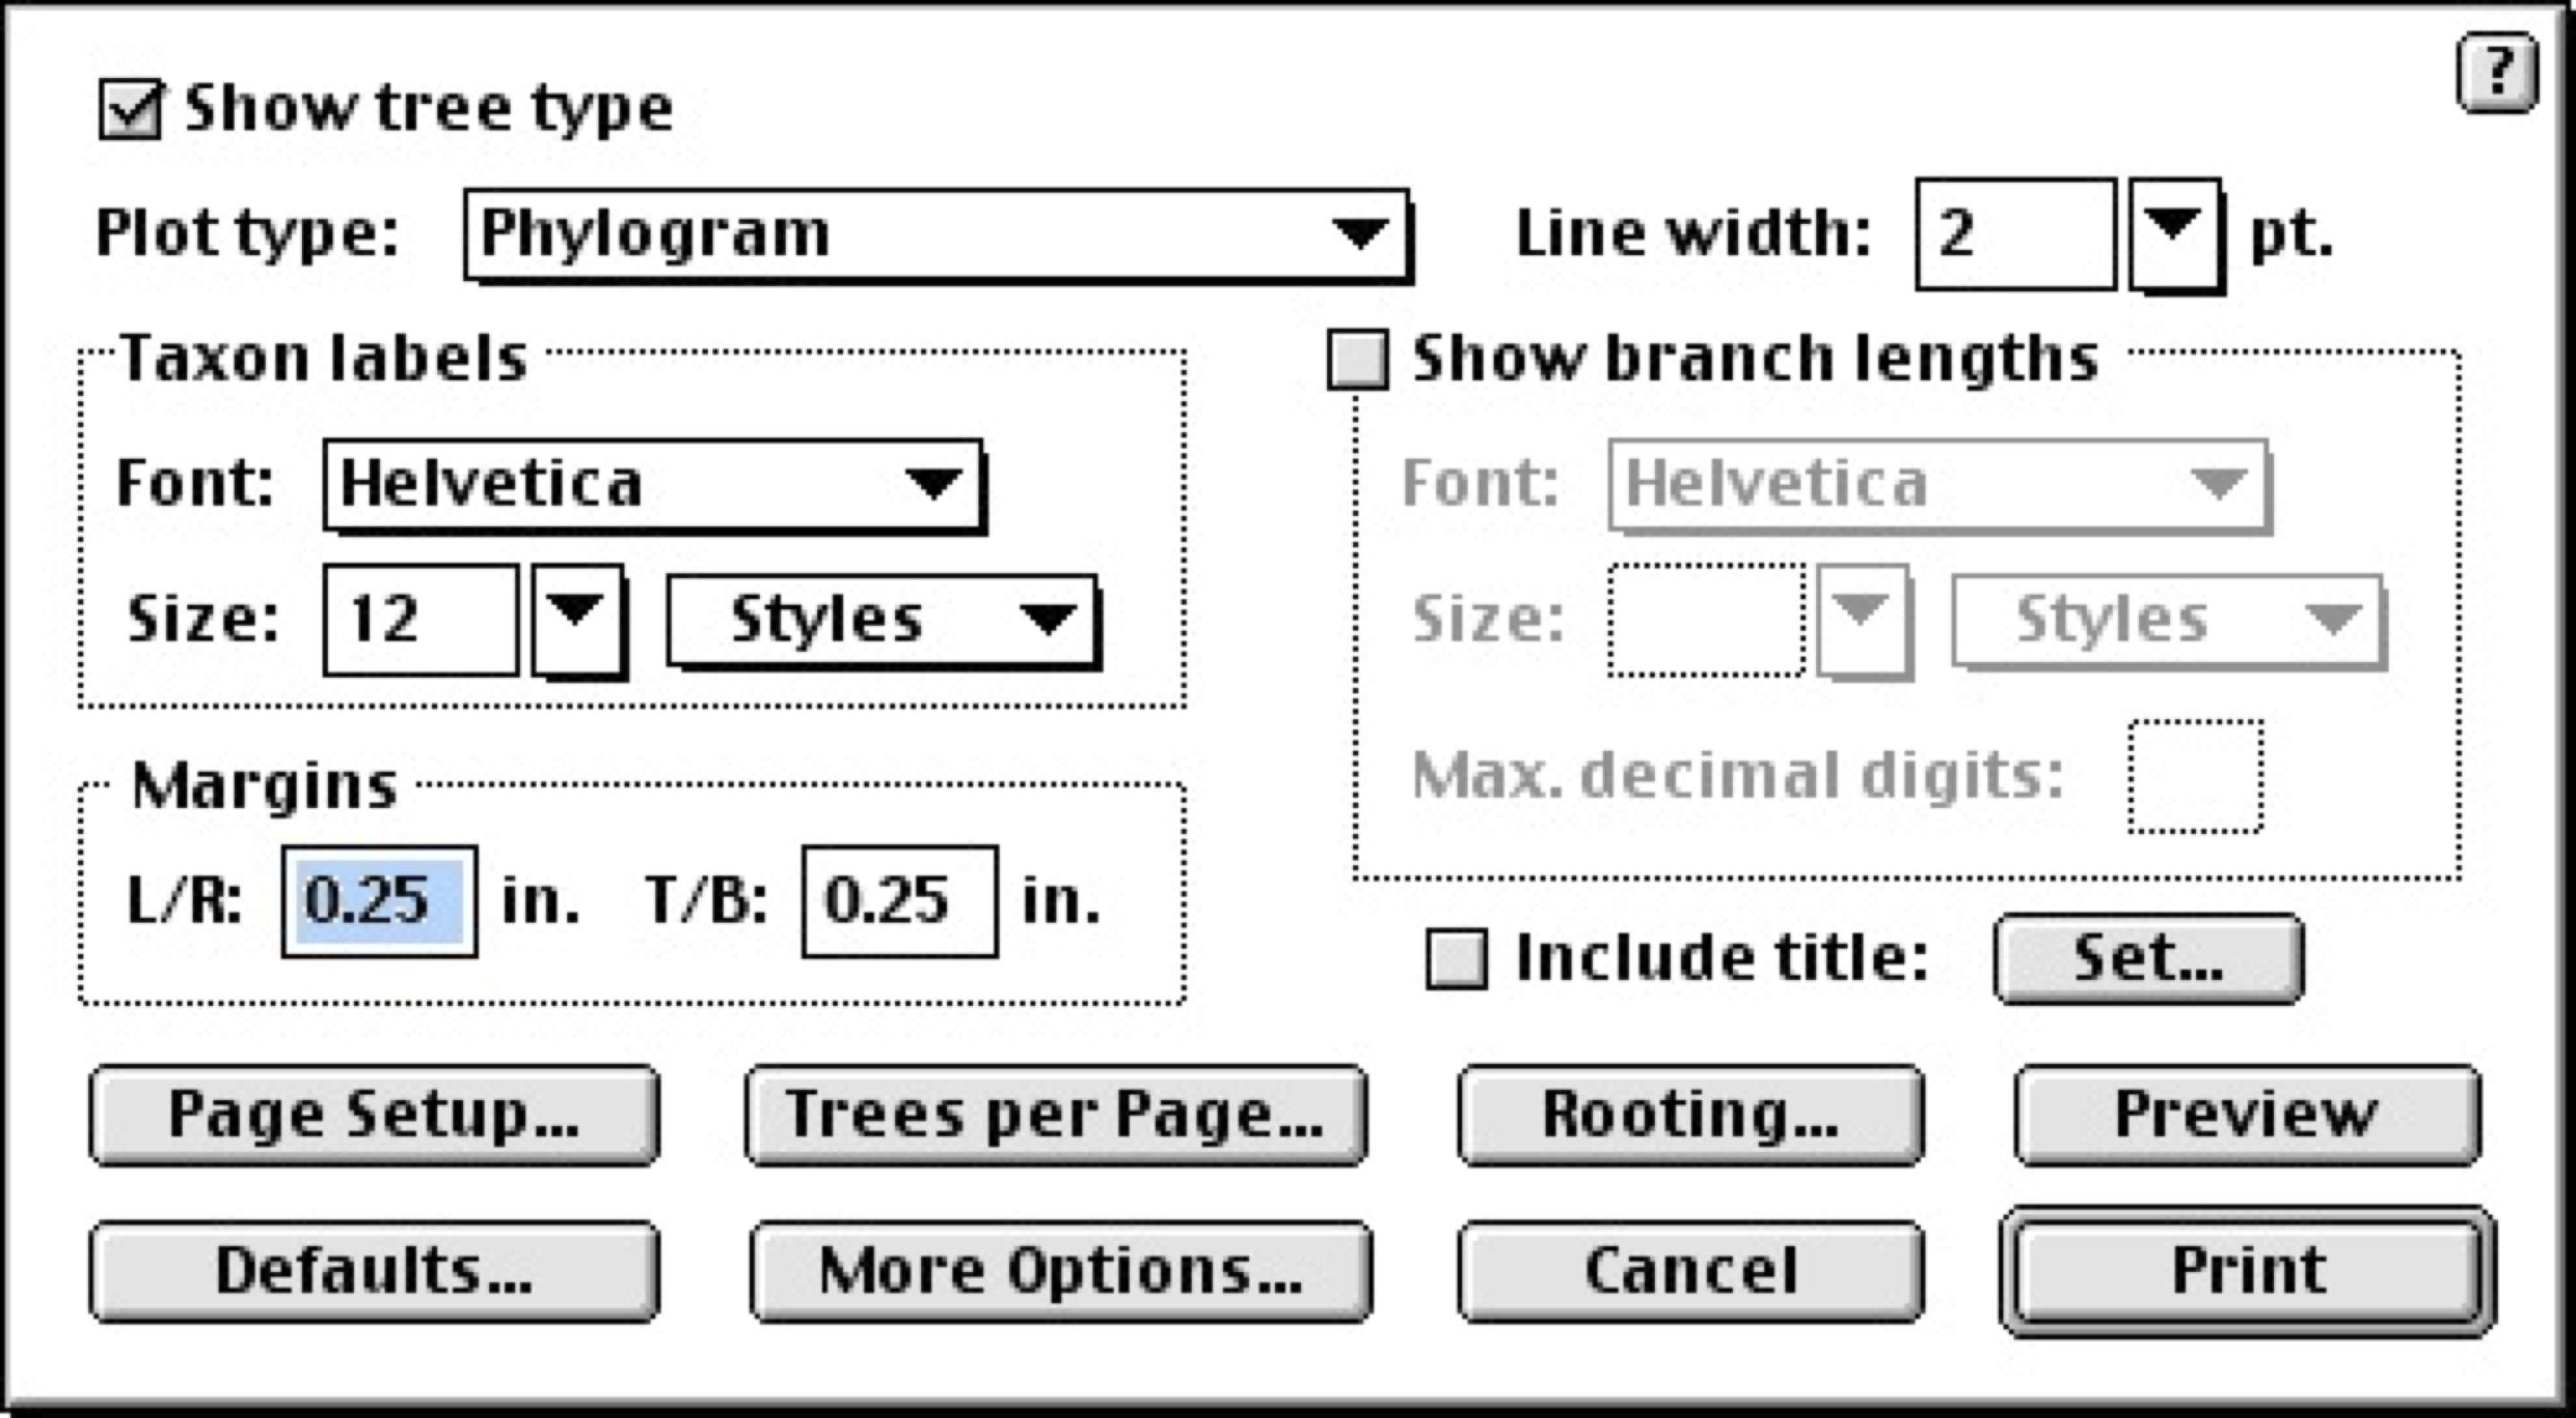 ?
Show tree type
Plot type: Phylogram Line width: 2 pt.
Taxon labels Show branch lengths
Font: Helvetica Font: Helvetica
Size: 12 Styles Size: Styles
Max. decimal digits:
Margins
L/R: 0.25 in. T/B: 0.25 in.
Include title: Set...
Page Setup... Trees per Page... Rooting... Preview
Defaults... More Options... Cancel Print